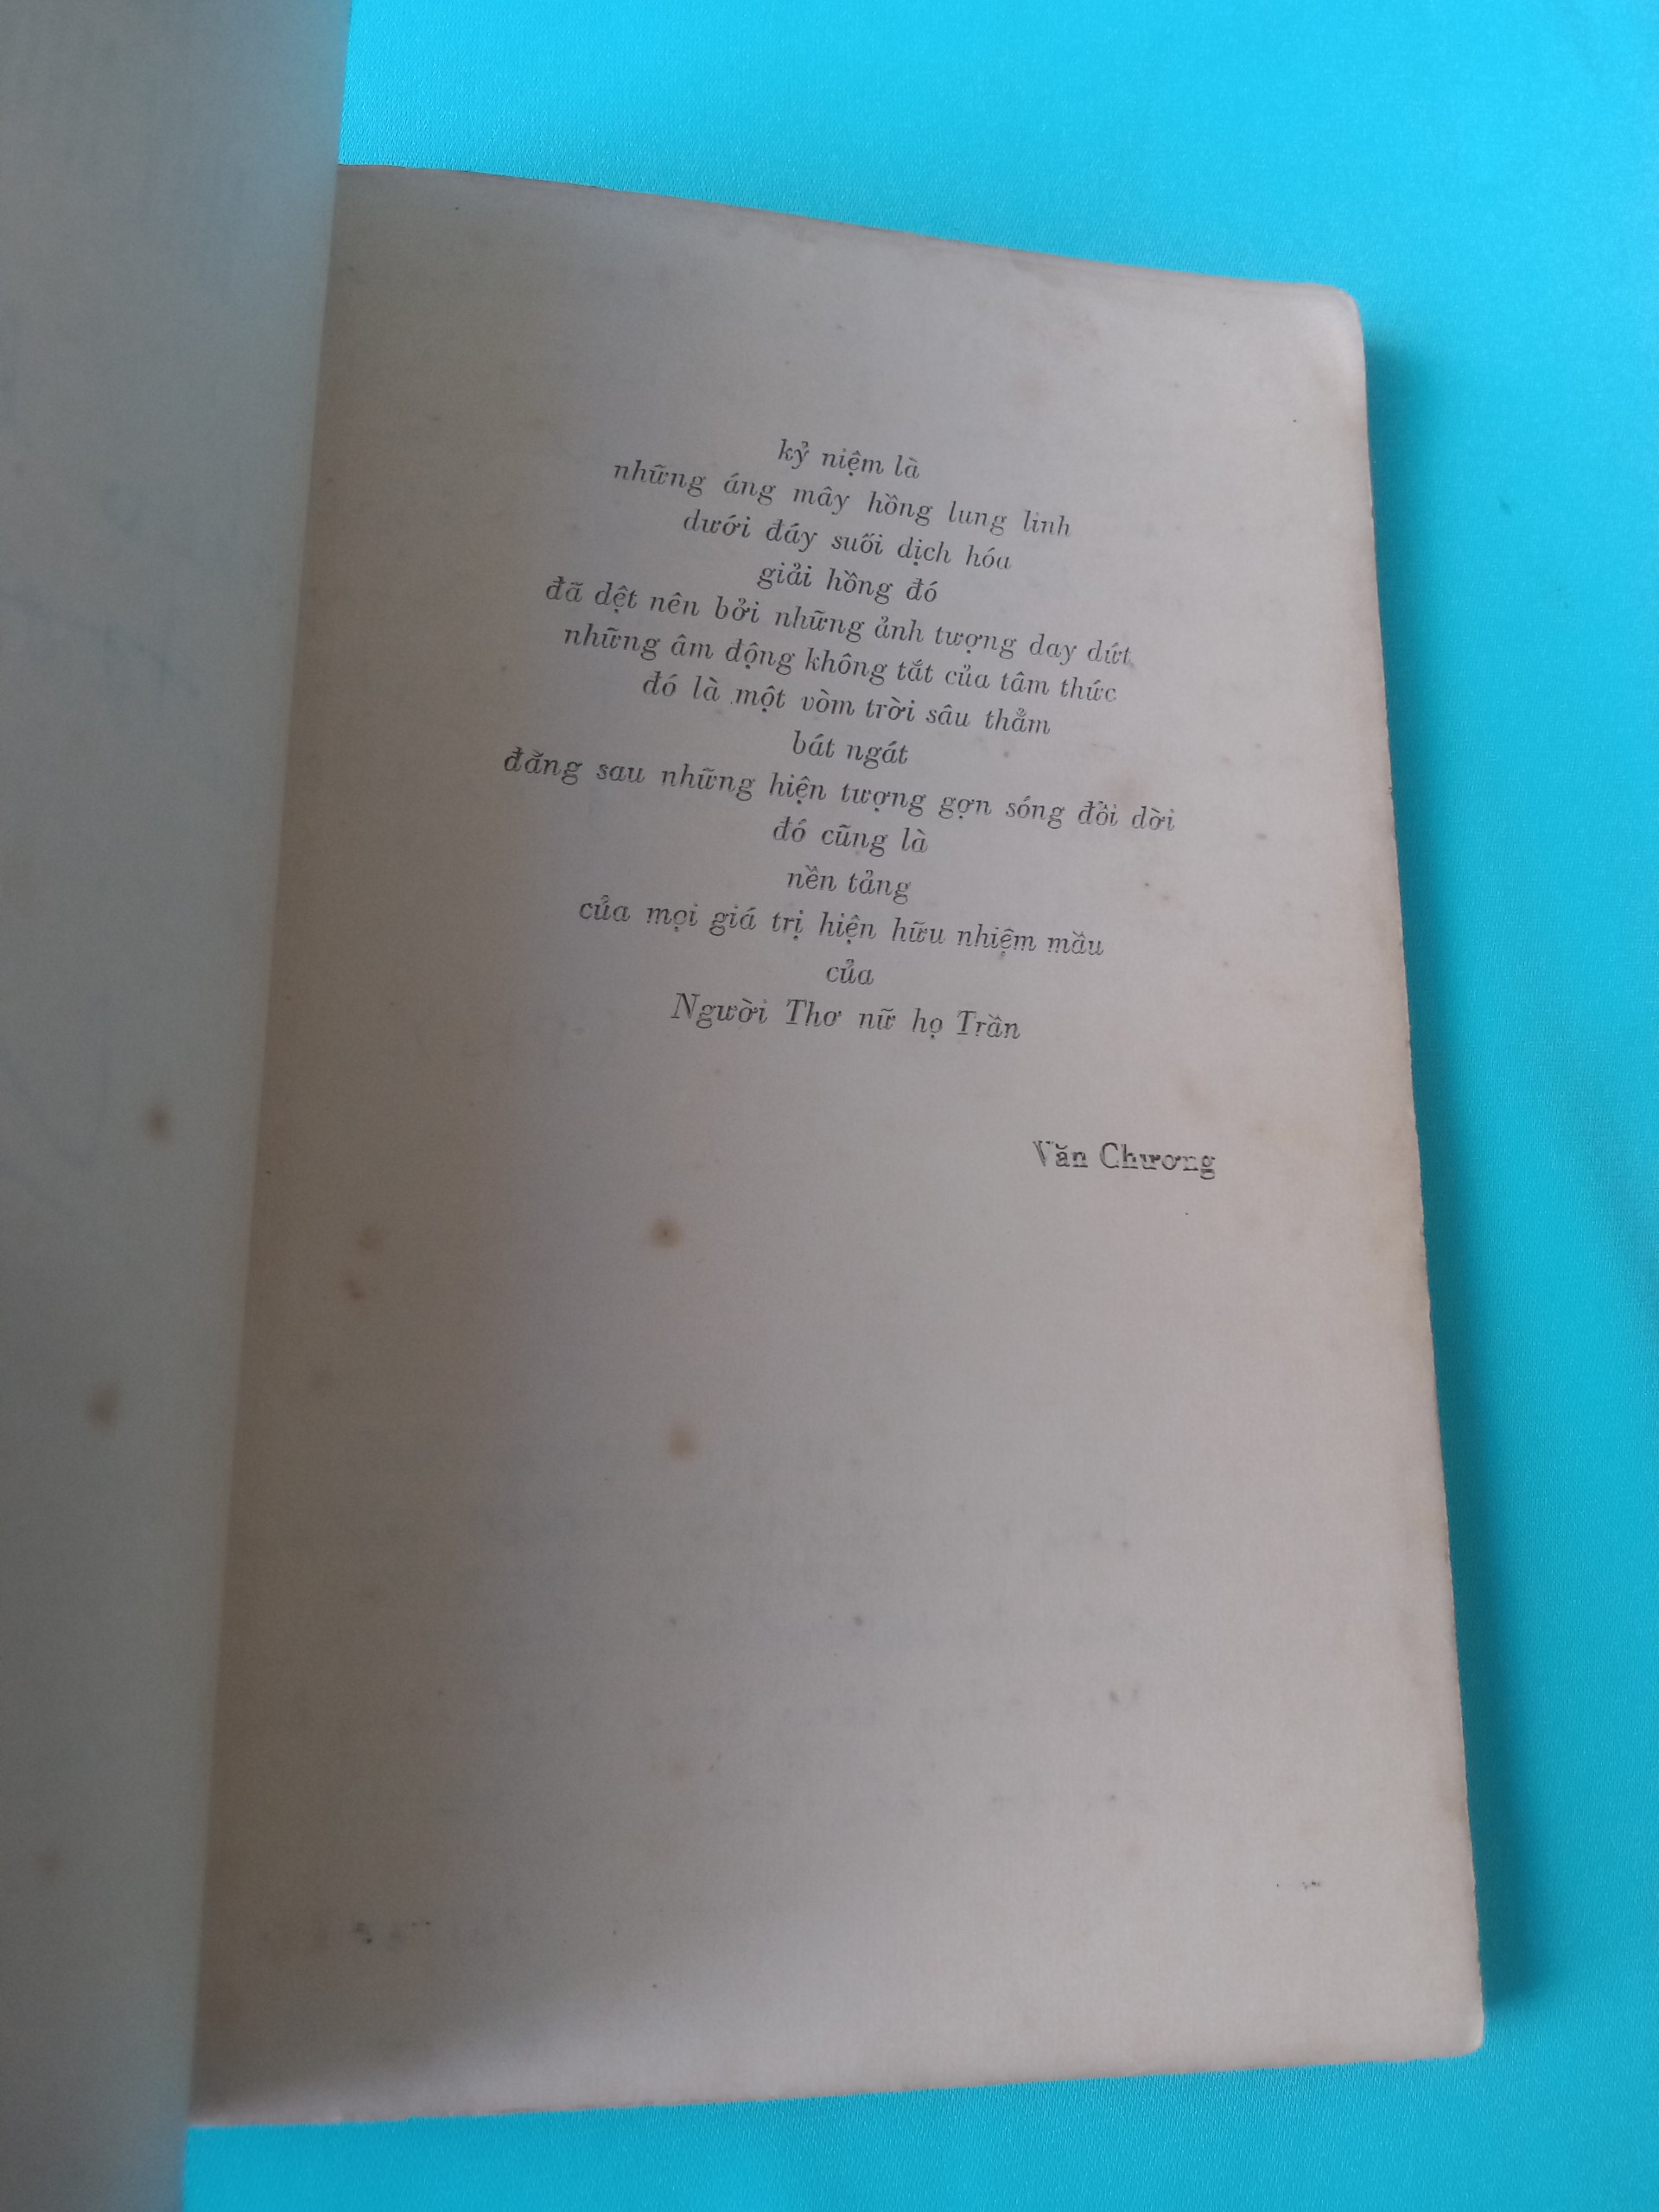 kỷ niệm là
những áng mây hồng lung linh
dưới đáy suối dịch hóa
giải hồng đó
đã dệt nên bởi những ảnh tượng day dứt
những âm động không tắt của tâm thức
đó là một vòm trời sâu thẳm
bát ngát
đằng sau những hiện tượng gợn sóng đổi dời
đó cũng là
nền tảng
của mọi giá trị hiện hữu nhiệm mầu
của
Người Thơ nữ họ Trần
Văn Chương